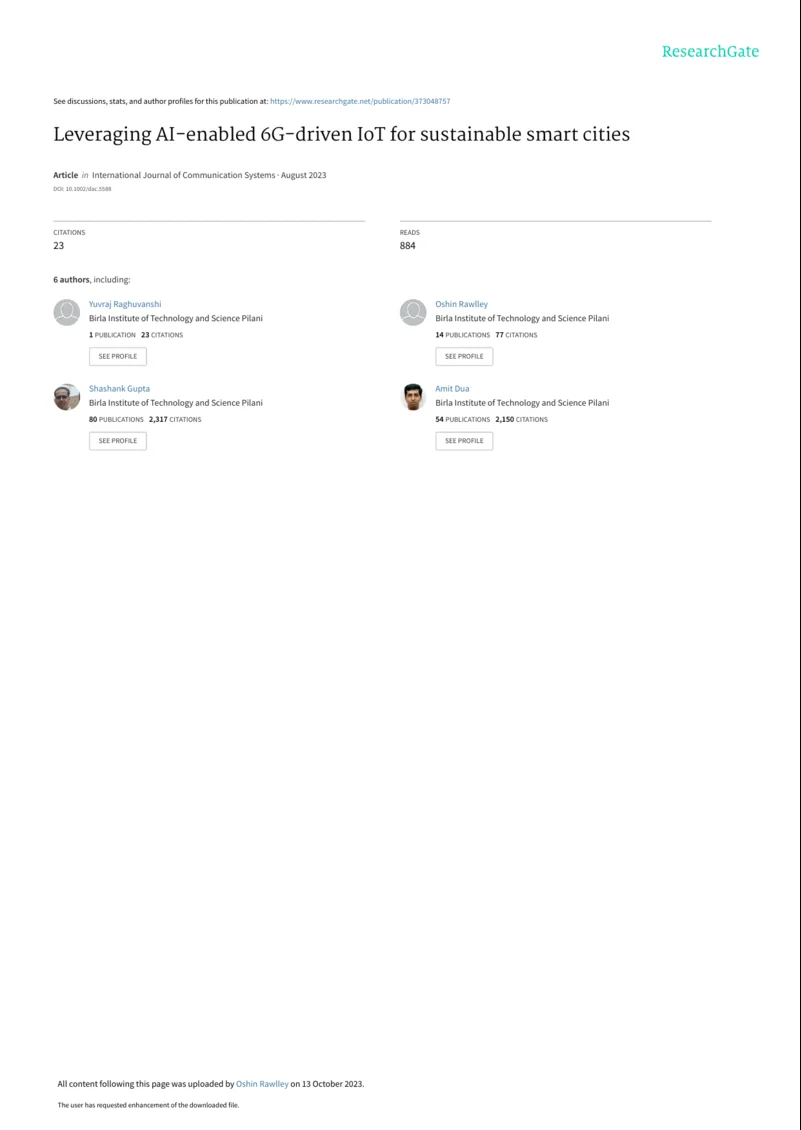 ResearchGate
See discussions, stats, and author profiles for this publication at: https://www.researchgate.net/publication/373048757
Leveraging AI-enabled 6G-driven IoT for sustainable smart cities
Article in International Journal of Communication Systems · August 2023
DOI: 10.1002/dac.5588
CITATIONS
23
READS
884
6 authors, including:
Yuvraj Raghuvanshi
Birla Institute of Technology and Science Pilani
1 PUBLICATION 23 CITATIONS
SEE PROFILE
Oshin Rawlley
Birla Institute of Technology and Science Pilani
14 PUBLICATIONS 77 CITATIONS
SEE PROFILE
Shashank Gupta
Birla Institute of Technology and Science Pilani
80 PUBLICATIONS 2,317 CITATIONS
SEE PROFILE
Amit Dua
Birla Institute of Technology and Science Pilani
54 PUBLICATIONS 2,150 CITATIONS
SEE PROFILE
All content following this page was uploaded by Oshin Rawlley on 13 October 2023.
The user has requested enhancement of the downloaded file.